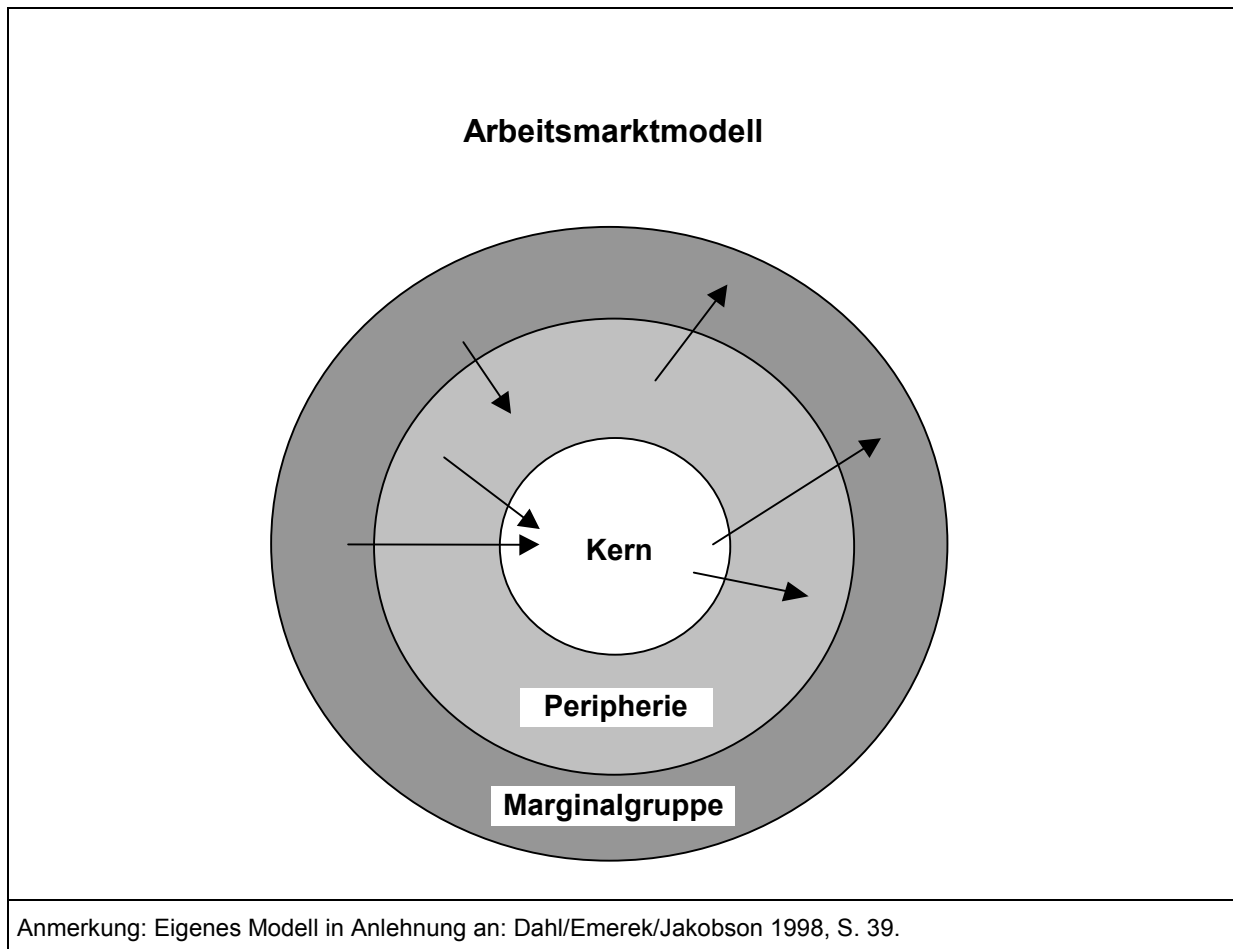 Arbeitsmarktmodell
Kern
Peripherie
Marginalgruppe
Anmerkung: Eigenes Modell in Anlehnung an: Dahl/Emerek/Jakobson 1998, S. 39.